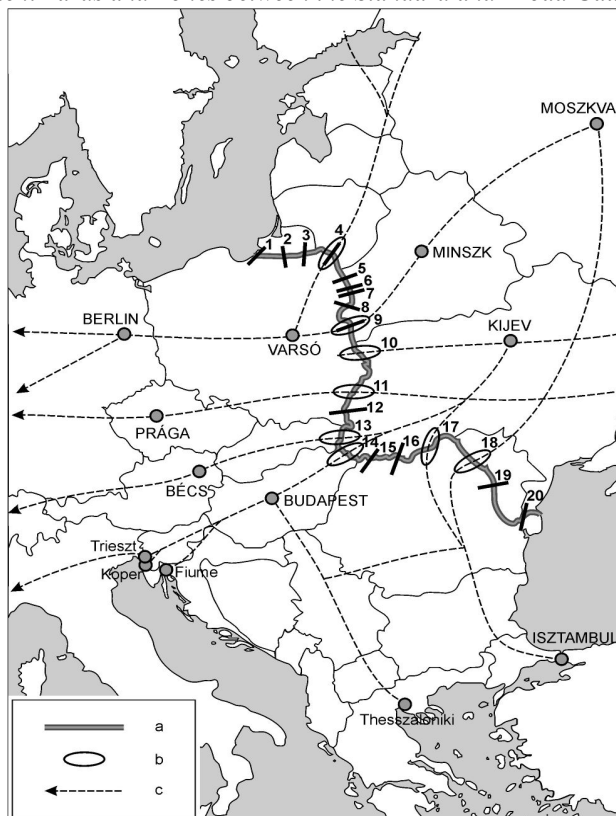 MOSZKVA
1
2
3
4
MINSZK
5
6
7
8
BERLIN
VARSÓ
9
KIJEV
10
11
12
PRÁGA
13
17
14
15
16
18
BÉCS
19
BUDAPEST
20
Trieszt
Koper
Fiume
ISZTAMBUL
Thesszaloniki
a
b
c